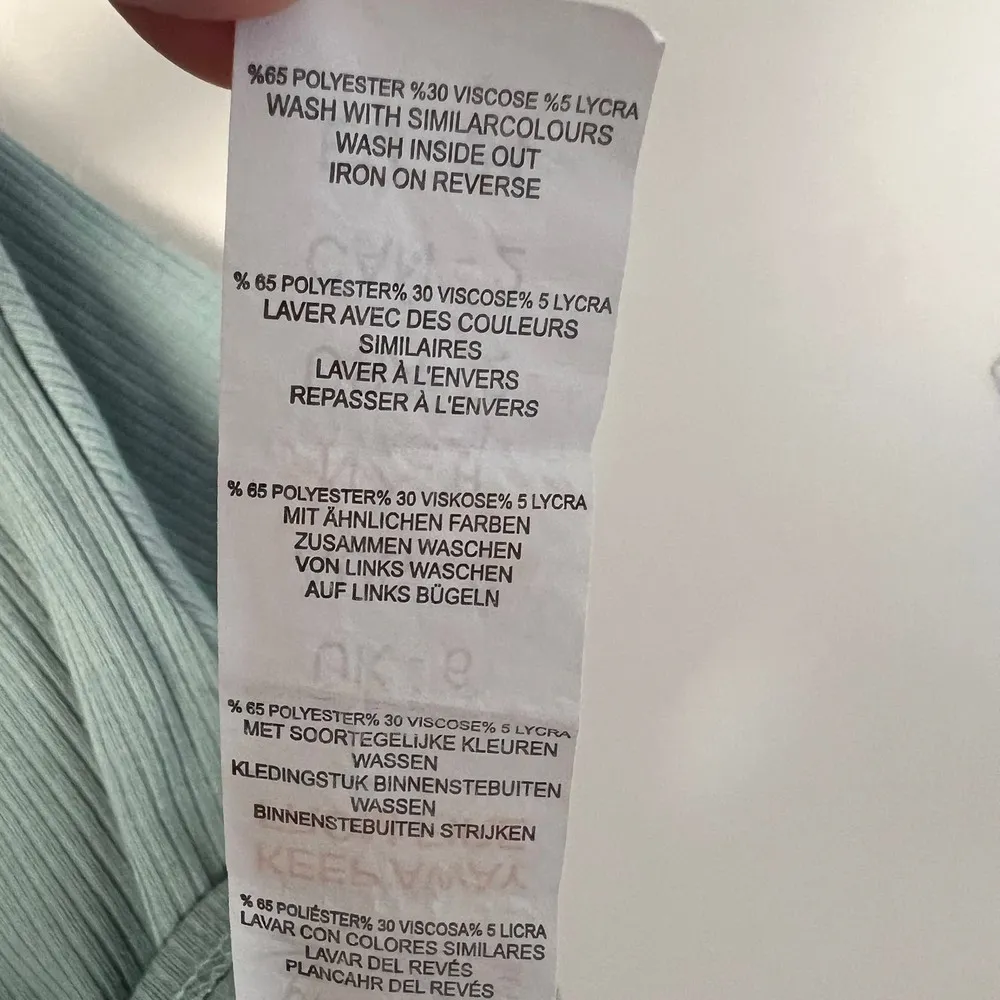 %65 POLYESTER %30 VISCOSE %5 LYCRA
WASH WITH SIMILARCOLOURS
WASH INSIDE OUT
IRON ON REVERSE
% 65 POLYESTER% 30 VISCOSE% 5 LYCRA
LAVER AVEC DES COULEURS
SIMILAIRES
LAVER À L'ENVERS
REPASSER À L'ENVERS
% 65 POLYESTER% 30 VISKOSE% 5 LYCRA
MIT ÄHNLICHEN FARBEN
ZUSAMMEN WASCHEN
VON LINKS WASCHEN
AUF LINKS BÜGELN
% 65 POLYESTER% 30 VISCOSE% 5 LYCRA
MET SOORTEGELIJKE KLEUREN
WASSEN
KLEDINGSTUK BINNENSTEBUITEN
WASSEN
BINNENSTEBUITEN STRIJKEN
% 65 POLIÉSTER% 30 VISCOSA% 5 LICRA
LAVAR CON COLORES SIMILARES
LAVAR DEL REVÉS
PLANCAHR DEL REVÉS